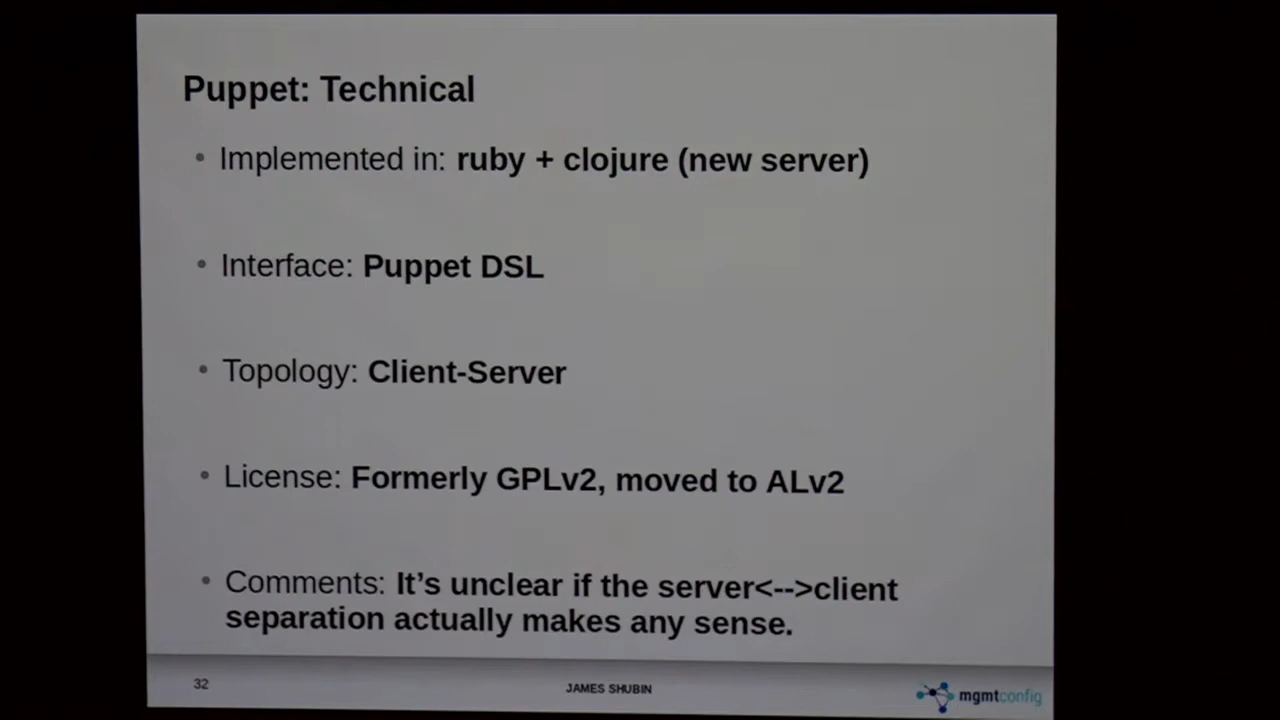 Puppet: Technical
• Implemented in: ruby + clojure (new server)
• Interface: Puppet DSL
• Topology: Client-Server
• License: Formerly GPLv2, moved to ALv2
• Comments: It’s unclear if the server<-->client
separation actually makes any sense.
32
JAMES SHUBIN
mgmtconfig